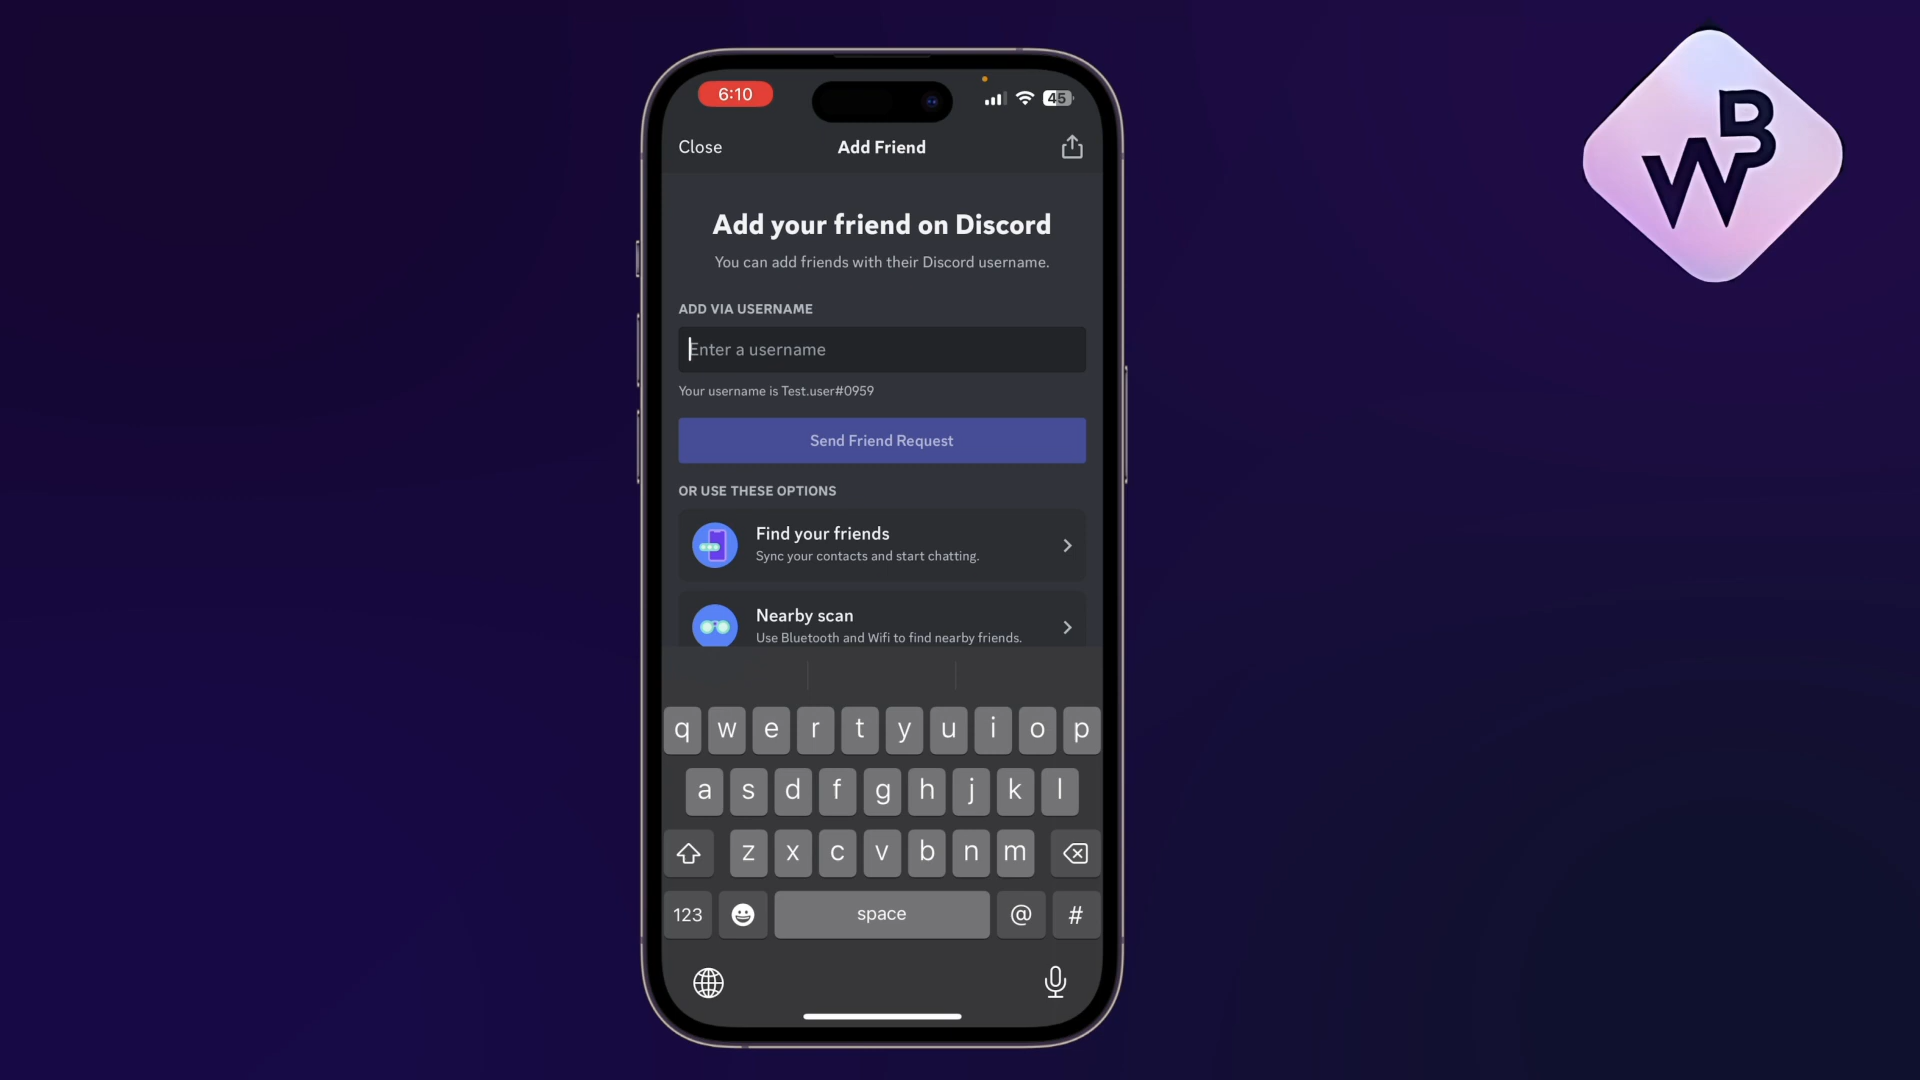 6:10
45
Close
Add Friend
Add your friend on Discord
You can add friends with their Discord username.
ADD VIA USERNAME
Enter a username
Your username is Test.user#0959
Send Friend Request
OR USE THESE OPTIONS
Find your friends
Sync your contacts and start chatting.
Nearby scan
Use Bluetooth and Wifi to find nearby friends.
q w e r t y u i o p
a s d f g h j k l
z x c v b n m
123 space @ #
WB